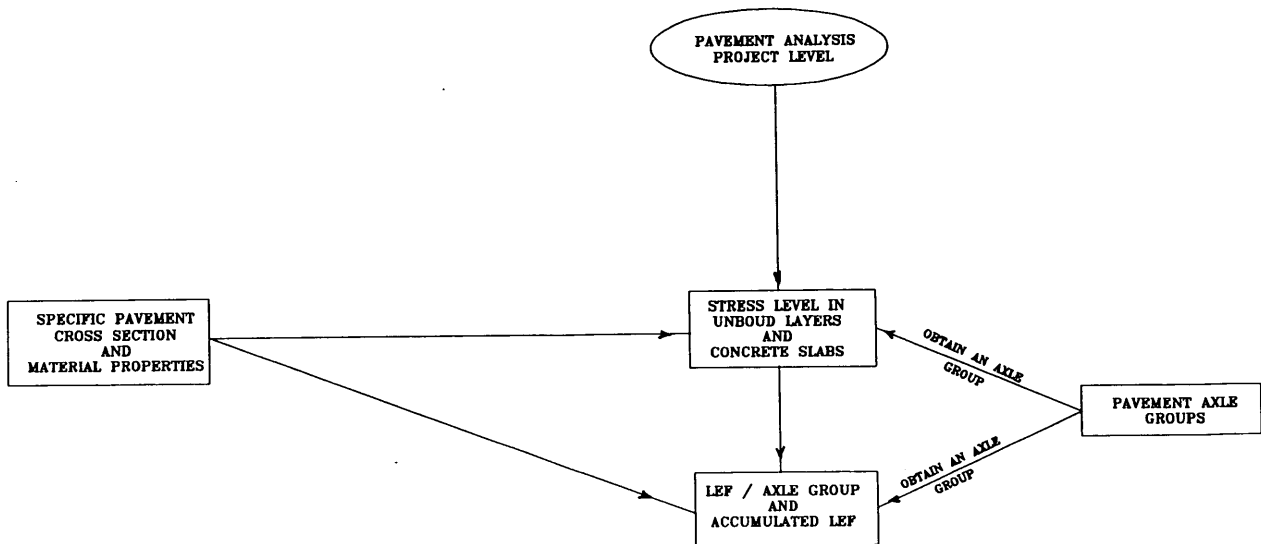 PAVEMENT ANALYSIS
PROJECT LEVEL
SPECIFIC PAVEMENT
CROSS SECTION
AND
MATERIAL PROPERTIES
STRESS LEVEL IN
UNBOUD LAYERS
AND
CONCRETE SLABS
OBTAIN AN AXLE
GROUP
PAVEMENT AXLE
GROUPS
OBTAIN AN AXLE
GROUP
LEF / AXLE GROUP
AND
ACCUMULATED LEF